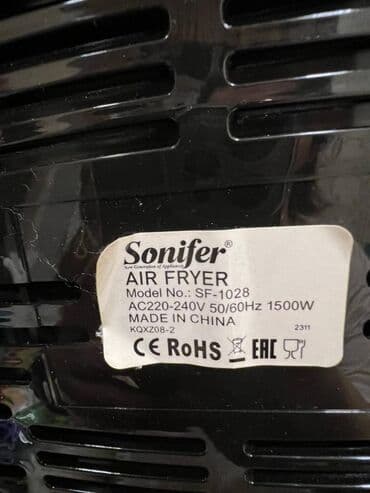 Sonifer®
New Generation of Appliances
AIR FRYER
Model No.: SF-1028
AC220-240V 50/60Hz 1500W
MADE IN CHINA
KQXZ08-2 2311
CE RoHS EAC